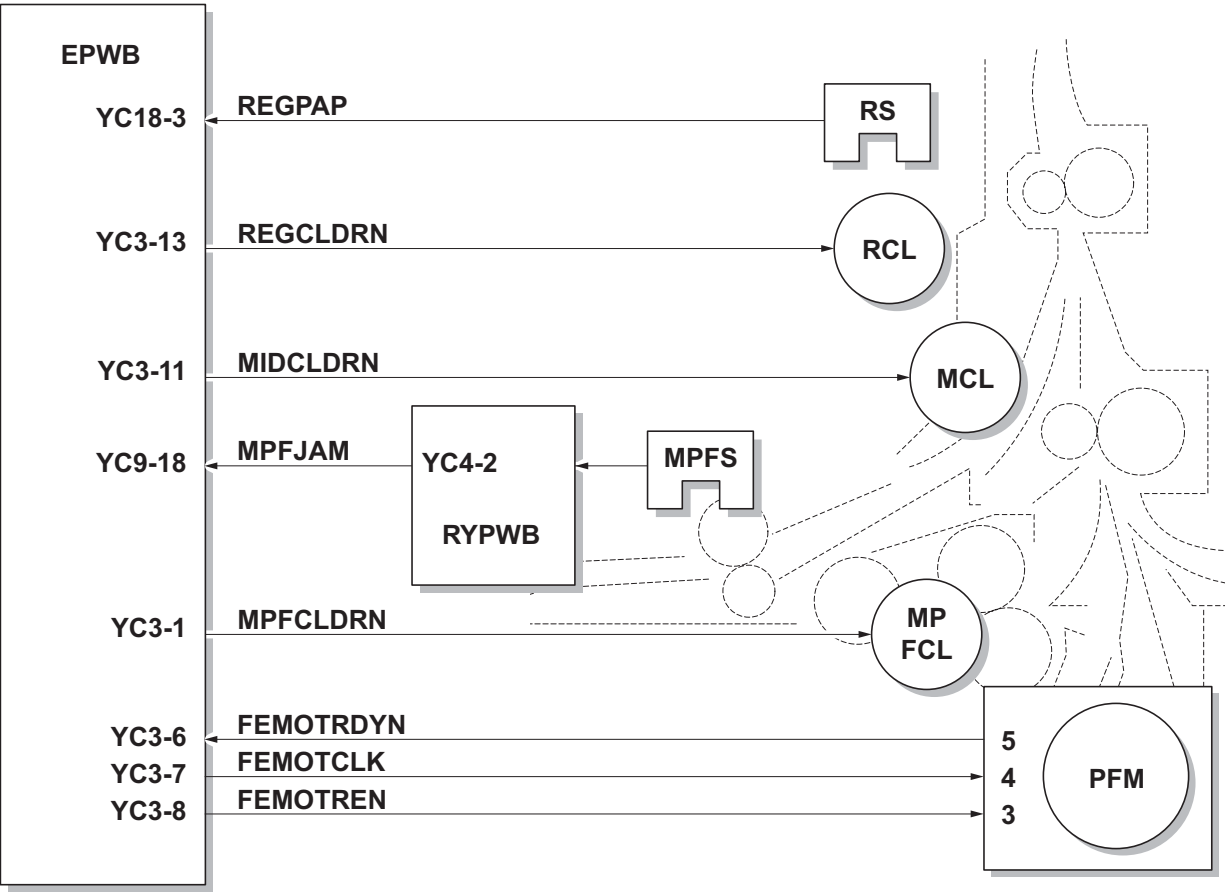 EPWB
YC18-3 REGPAP RS
YC3-13 REGCLDRN RCL
YC3-11 MIDCLDRN MCL
YC9-18 MPFJAM YC4-2 MPFS
RYPWB
YC3-1 MPFCLDRN MP
FCL
YC3-6 FEMOTRDYN 5
YC3-7 FEMOTCLK 4 PFM
YC3-8 FEMOTREN 3